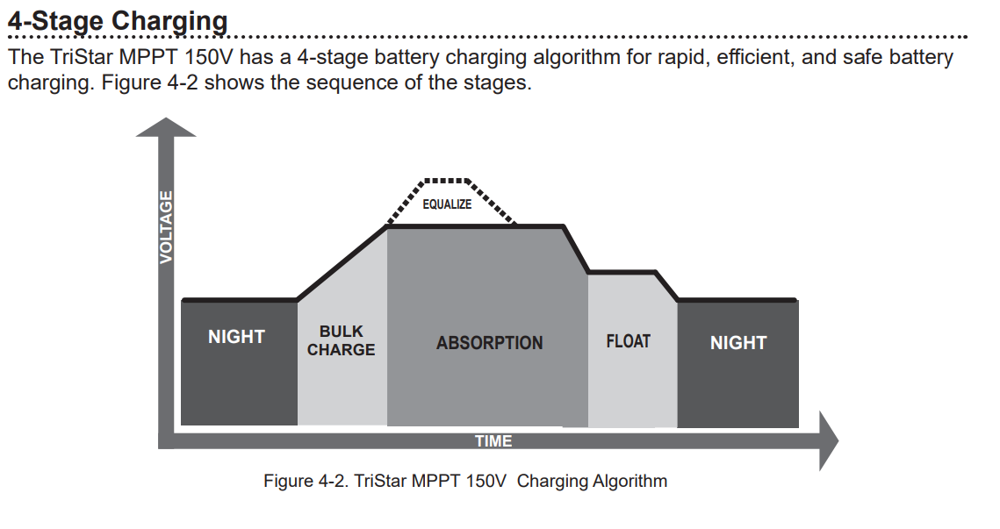 4-Stage Charging
The TriStar MPPT 150V has a 4-stage battery charging algorithm for rapid, efficient, and safe battery
charging. Figure 4-2 shows the sequence of the stages.
VOLTAGE
EQUALIZE
NIGHT
BULK
CHARGE
ABSORPTION
FLOAT
NIGHT
TIME
Figure 4-2. TriStar MPPT 150V  Charging Algorithm